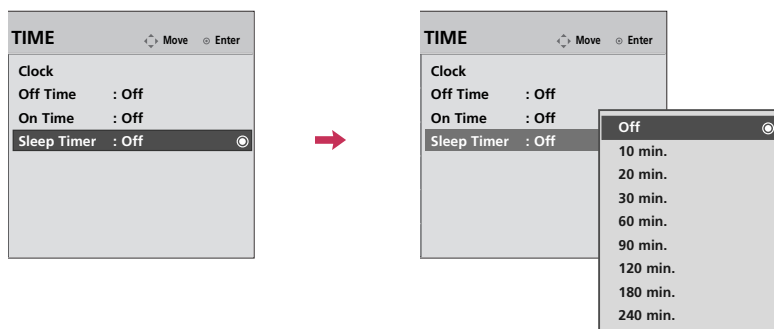 TIME Move Enter
Clock
Off Time : Off
On Time : Off
Sleep Timer : Off
TIME Move Enter
Clock
Off Time : Off
On Time : Off
Sleep Timer : Off
Off
10 min.
20 min.
30 min.
60 min.
90 min.
120 min.
180 min.
240 min.